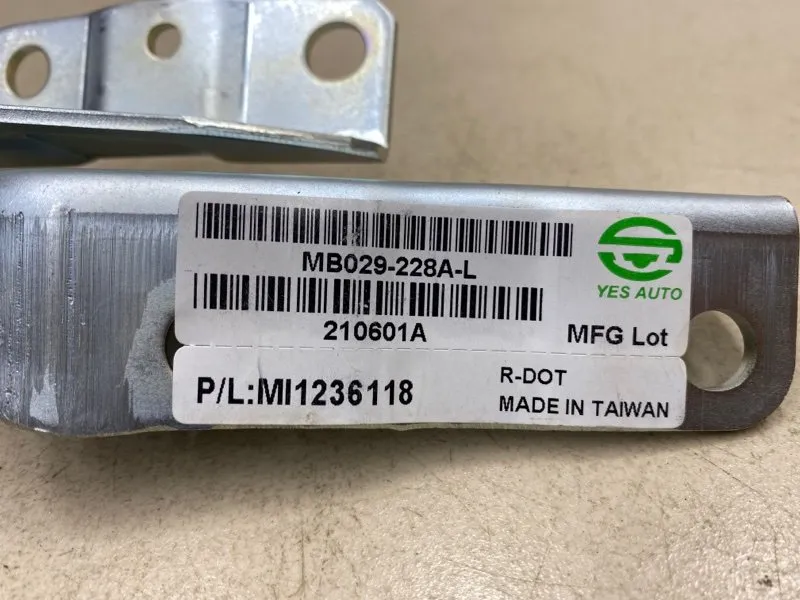 MB029-228A-L
YES AUTO
210601A
MFG Lot
P/L:MI1236118
R-DOT
MADE IN TAIWAN